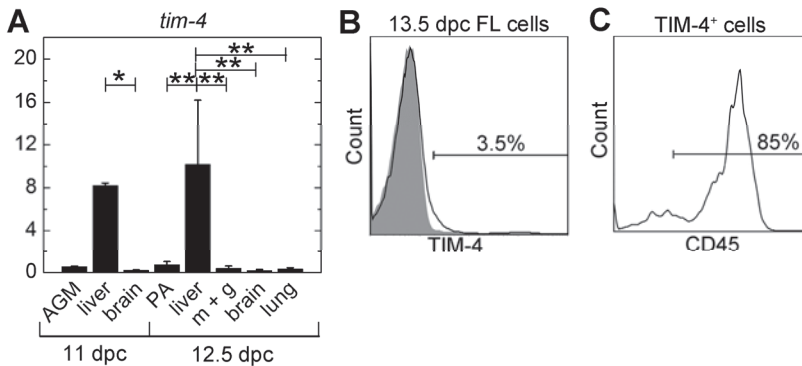 A
tim-4
20
16
12
8
4
0
*
**
**
**
**
AGM
liver
brain
PA
liver
m + g
brain
lung
11 dpc
12.5 dpc
B
13.5 dpc FL cells
Count
3.5%
TIM-4
C
TIM-4⁺ cells
Count
85%
CD45